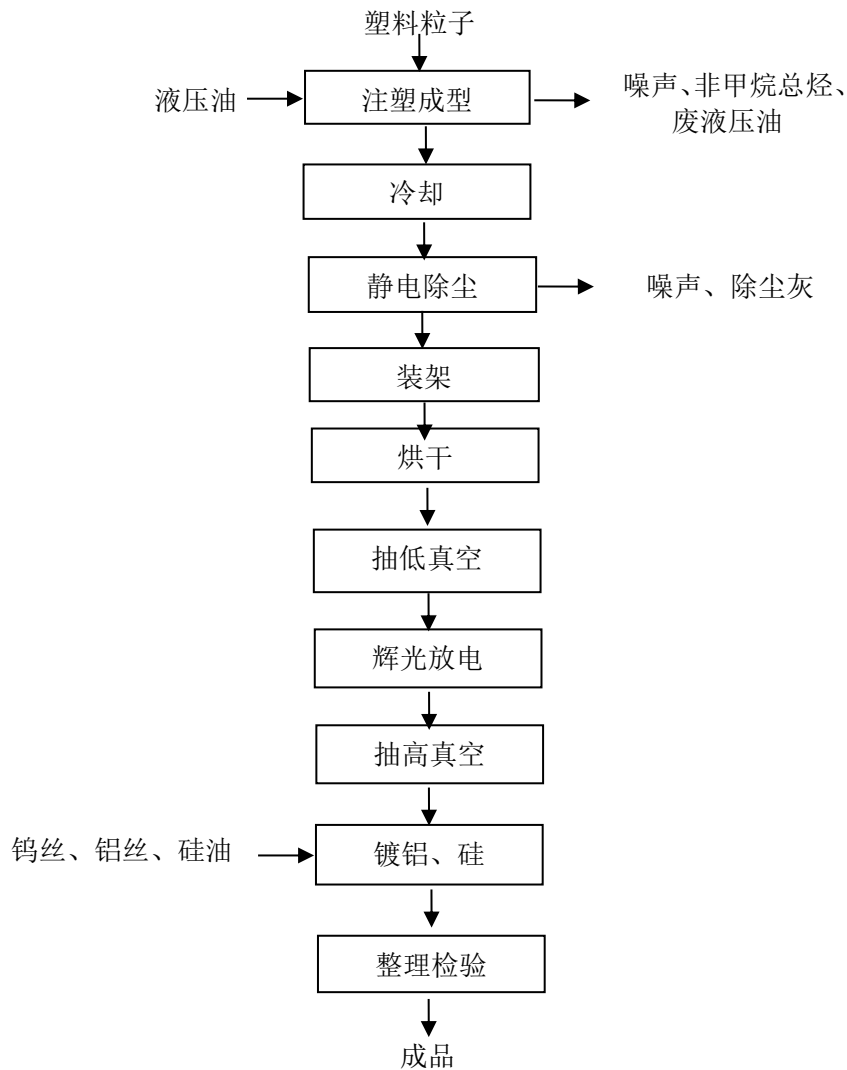 塑料粒子
液压油
注塑成型
噪声、非甲烷总烃、
废液压油
冷却
静电除尘
噪声、除尘灰
装架
烘干
抽低真空
辉光放电
抽高真空
钨丝、铝丝、硅油
镀铝、硅
整理检验
成品